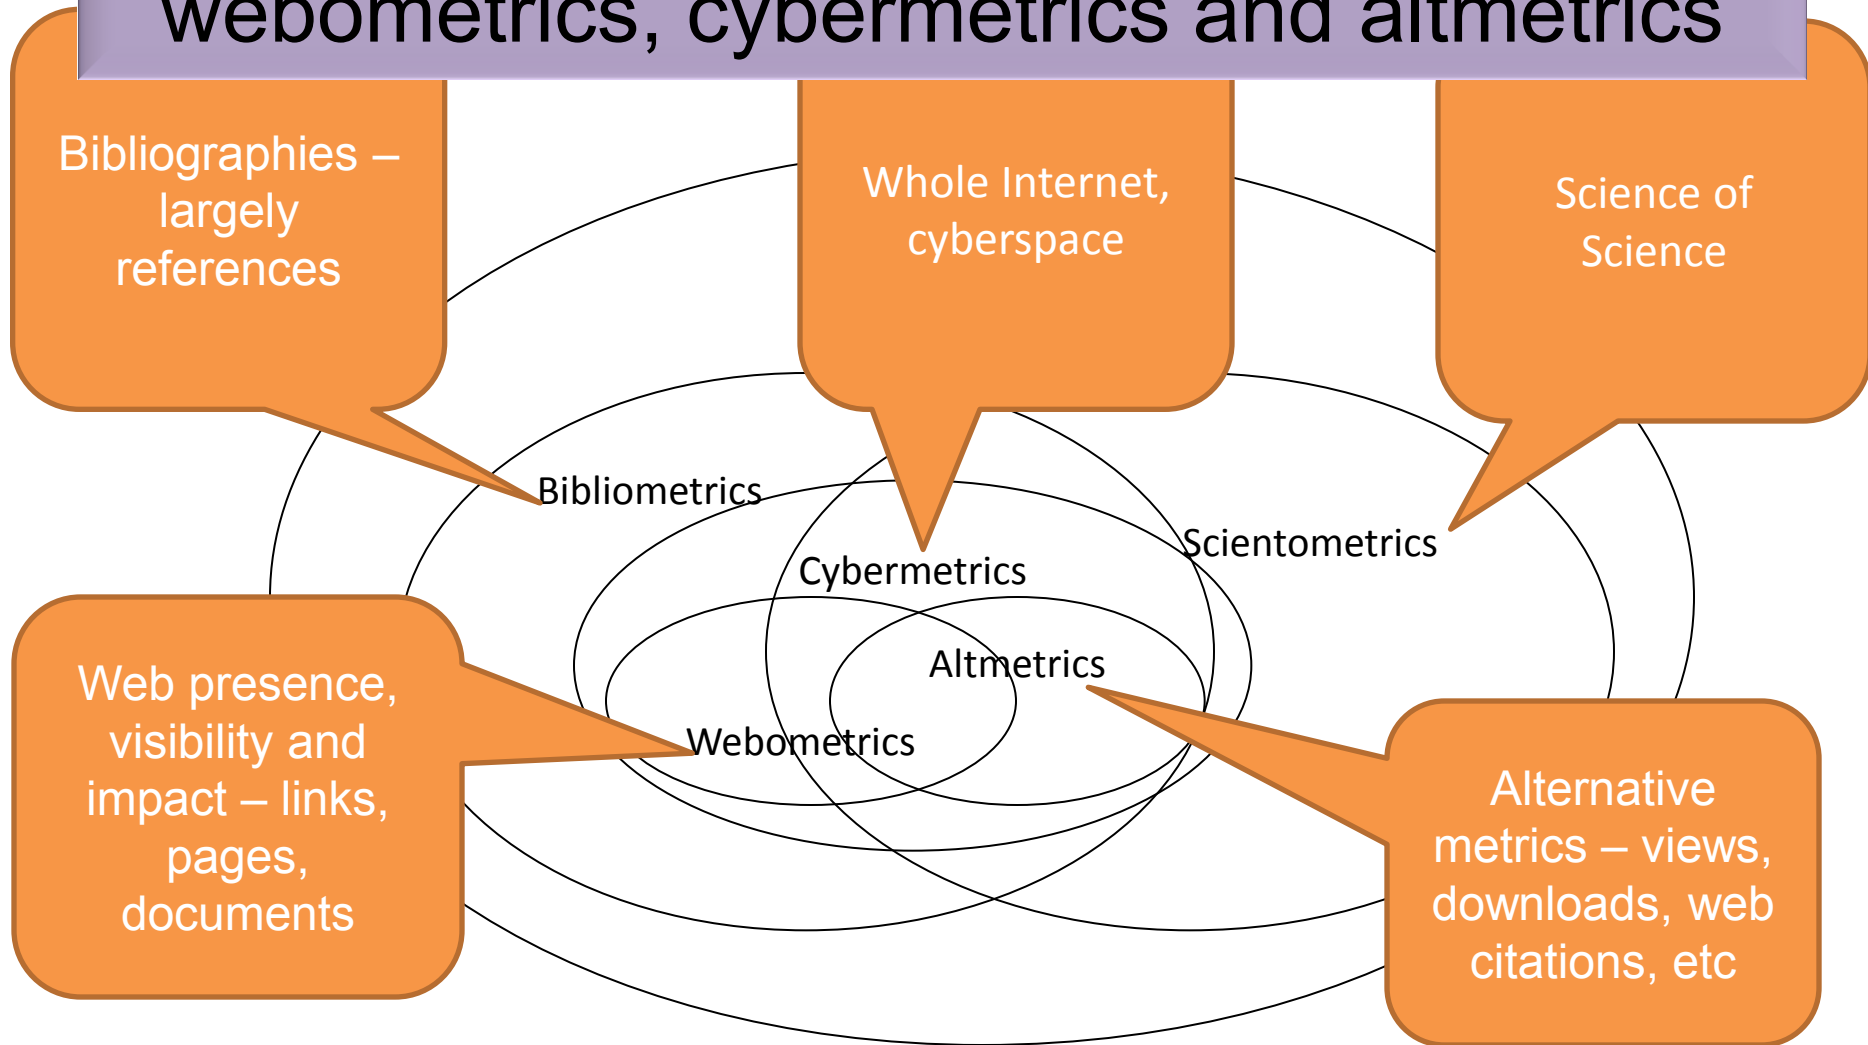 webometrics, cybermetrics and altmetrics
Bibliographies –
largely
references
Whole Internet,
cyberspace
Science of
Science
Bibliometrics
Scientometrics
Cybermetrics
Altmetrics
Webometrics
Web presence,
visibility and
impact – links,
pages,
documents
Alternative
metrics – views,
downloads, web
citations, etc